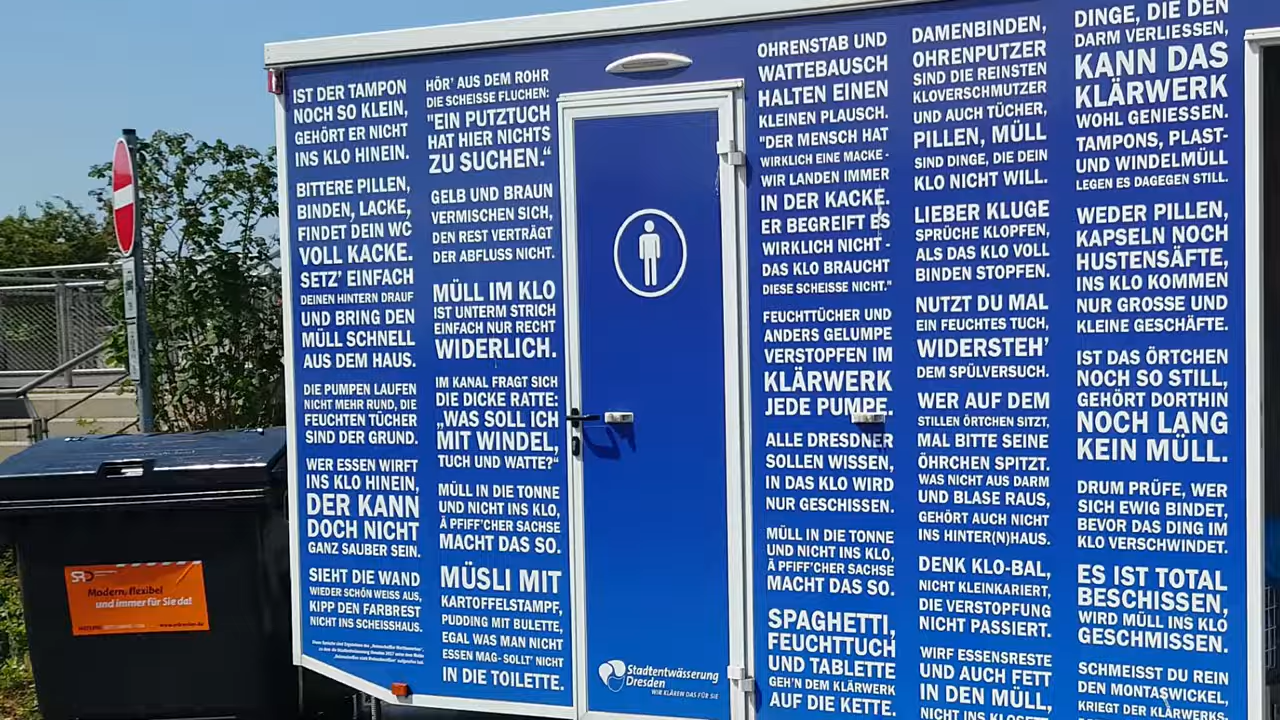 IST DER TAMPON
NOCH SO KLEIN,
GEHÖRT ER NICHT
INS KLO HINEIN.
BITTERE PILLEN,
BINDEN, LACKE,
FINDET DEIN WC
VOLL KACKE.
SETZ' EINFACH
DEINEN HINTERN DRAUF
UND BRING DEN
MÜLL SCHNELL
AUS DEM HAUS.
DIE PUMPEN LAUFEN
NICHT MEHR RUND, DIE
FEUCHTEN TÜCHER
SIND DER GRUND.
WER ESSEN WIRFT
INS KLO HINEIN,
DER KANN
DOCH NICHT
GANZ SAUBER SEIN.
SIEHT DIE WAND
WIEDER SCHÖN WEISS AUS,
KIPP DEN FARBREST
NICHT INS SCHEISSHAUS.
HÖR' AUS DEM ROHR
DIE SCHEISSE FLUCHEN:
"EIN PUTZTUCH
HAT HIER NICHTS
ZU SUCHEN."
GELB UND BRAUN
VERMISCHEN SICH,
DEN REST VERTRÄGT
DER ABFLUSS NICHT.
MÜLL IM KLO
IST UNTERM STRICH
EINFACH NUR RECHT
WIDERLICH.
IM KANAL FRAGT SICH
DIE DICKE RATTE:
„WAS SOLL ICH
MIT WINDEL,
TUCH UND WATTE?"
MÜLL IN DIE TONNE
UND NICHT INS KLO,
Ä PFIFF'CHER SACHSE
MACHT DAS SO.
MÜSLI MIT
KARTOFFELSTAMPF,
PUDDING MIT BULETTE,
EGAL WAS MAN NICHT
ESSEN MAG- SOLLT' NICHT
IN DIE TOILETTE.
Stadtentwässerung
Dresden
WIR KLÄREN DAS FÜR SIE
OHRENSTAB UND
WATTEBAUSCH
HALTEN EINEN
KLEINEN PLAUSCH.
"DER MENSCH HAT
WIRKLICH EINE MACKE -
WIR LANDEN IMMER
IN DER KACKE.
ER BEGREIFT ES
WIRKLICH NICHT -
DAS KLO BRAUCHT
DIESE SCHEISSE NICHT."
FEUCHTTÜCHER UND
ANDERS GELUMPE
VERSTOPFEN IM
KLÄRWERK
JEDE PUMPE.
ALLE DRESDNER
SOLLEN WISSEN,
IN DAS KLO WIRD
NUR GESCHISSEN.
MÜLL IN DIE TONNE
UND NICHT INS KLO,
Ä PFIFF'CHER SACHSE
MACHT DAS SO.
SPAGHETTI,
FEUCHTTUCH
UND TABLETTE
GEH'N DEM KLÄRWERK
AUF DIE KETTE.
DAMENBINDEN,
OHRENPUTZER
SIND DIE REINSTEN
KLOVERSCHMUTZER
UND AUCH TÜCHER,
PILLEN, MÜLL
SIND DINGE, DIE DEIN
KLO NICHT WILL.
LIEBER KLUGE
SPRÜCHE KLOPFEN,
ALS DAS KLO VOLL
BINDEN STOPFEN.
NUTZT DU MAL
EIN FEUCHTES TUCH,
WIDERSTEH'
DEM SPÜLVERSUCH.
WER AUF DEM
STILLEN ÖRTCHEN SITZT,
MAL BITTE SEINE
ÖHRCHEN SPITZT.
WAS NICHT AUS DARM
UND BLASE RAUS,
GEHÖRT AUCH NICHT
INS HINTER(N)HAUS.
DENK KLO-BAL,
NICHT KLEINKARIERT,
DIE VERSTOPFUNG
NICHT PASSIERT.
WIRF ESSENSRESTE
UND AUCH FETT
IN DEN MÜLL,
NICHT INS
DINGE, DIE DEN
DARM VERLIESSEN,
KANN DAS
KLÄRWERK
WOHL GENIESSEN.
TAMPONS, PLAST-
UND WINDELMÜLL
LEGEN ES DAGEGEN STILL.
WEDER PILLEN,
KAPSELN NOCH
HUSTENSÄFTE,
INS KLO KOMMEN
NUR GROSSE UND
KLEINE GESCHÄFTE.
IST DAS ÖRTCHEN
NOCH SO STILL,
GEHÖRT DORTHIN
NOCH LANG
KEIN MÜLL.
DRUM PRÜFE, WER
SICH EWIG BINDET,
BEVOR DAS DING IM
KLO VERSCHWINDET.
ES IST TOTAL
BESCHISSEN,
WIRD MÜLL INS KLO
GESCHMISSEN.
SCHMEISST DU REIN
DEN MONTAGSWICKEL,
KRIEGT DER KLÄRWERKS-
Modern, flexibel
und immer für Sie da!